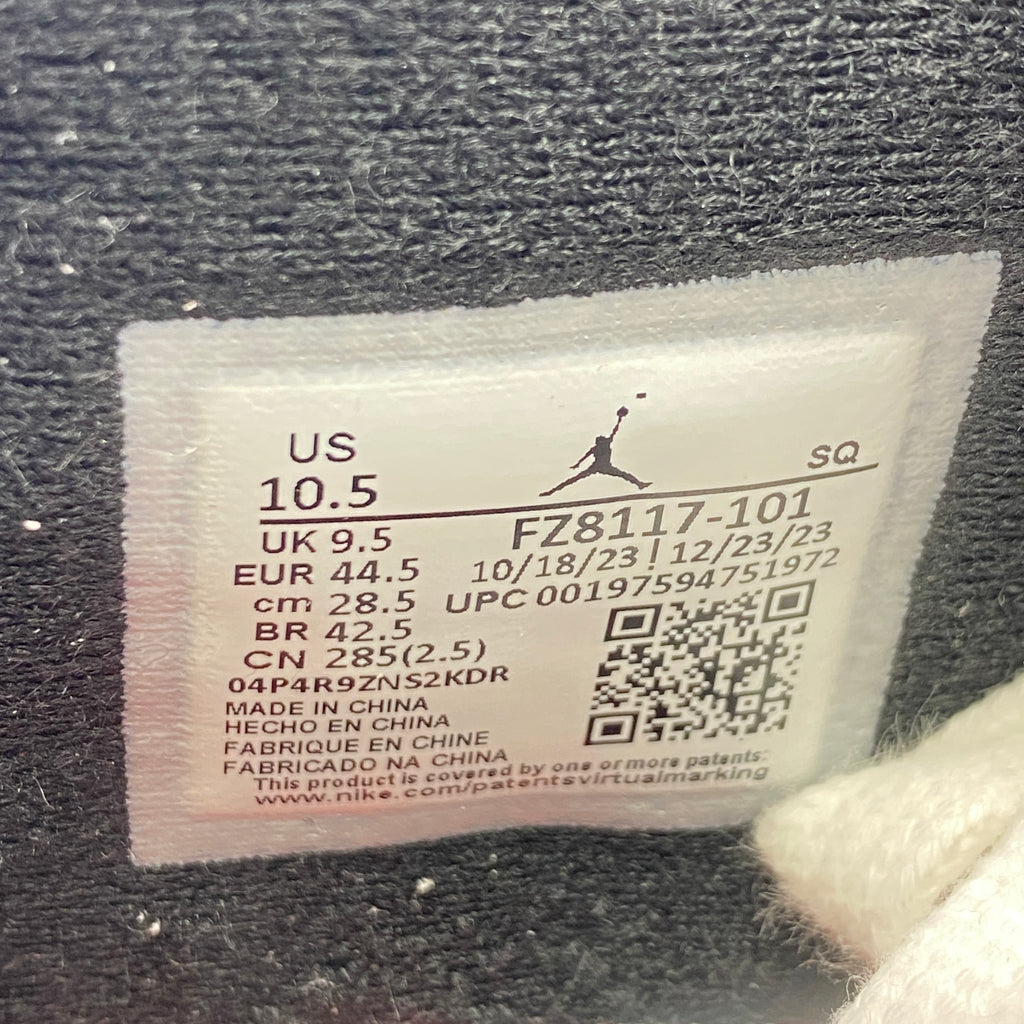 US
10.5
SQ
UK 9.5
EUR 44.5
cm 28.5
BR 42.5
CN 285(2.5)
FZ8117-101
10/18/23 ! 12/23/23
UPC 00197594751972
04P4R9ZNS2KDR
MADE IN CHINA
HECHO EN CHINA
FABRIQUE EN CHINE
FABRICADO NA CHINA
This product is covered by one or more patents:
www.nike.com/patentsvirtualmarking